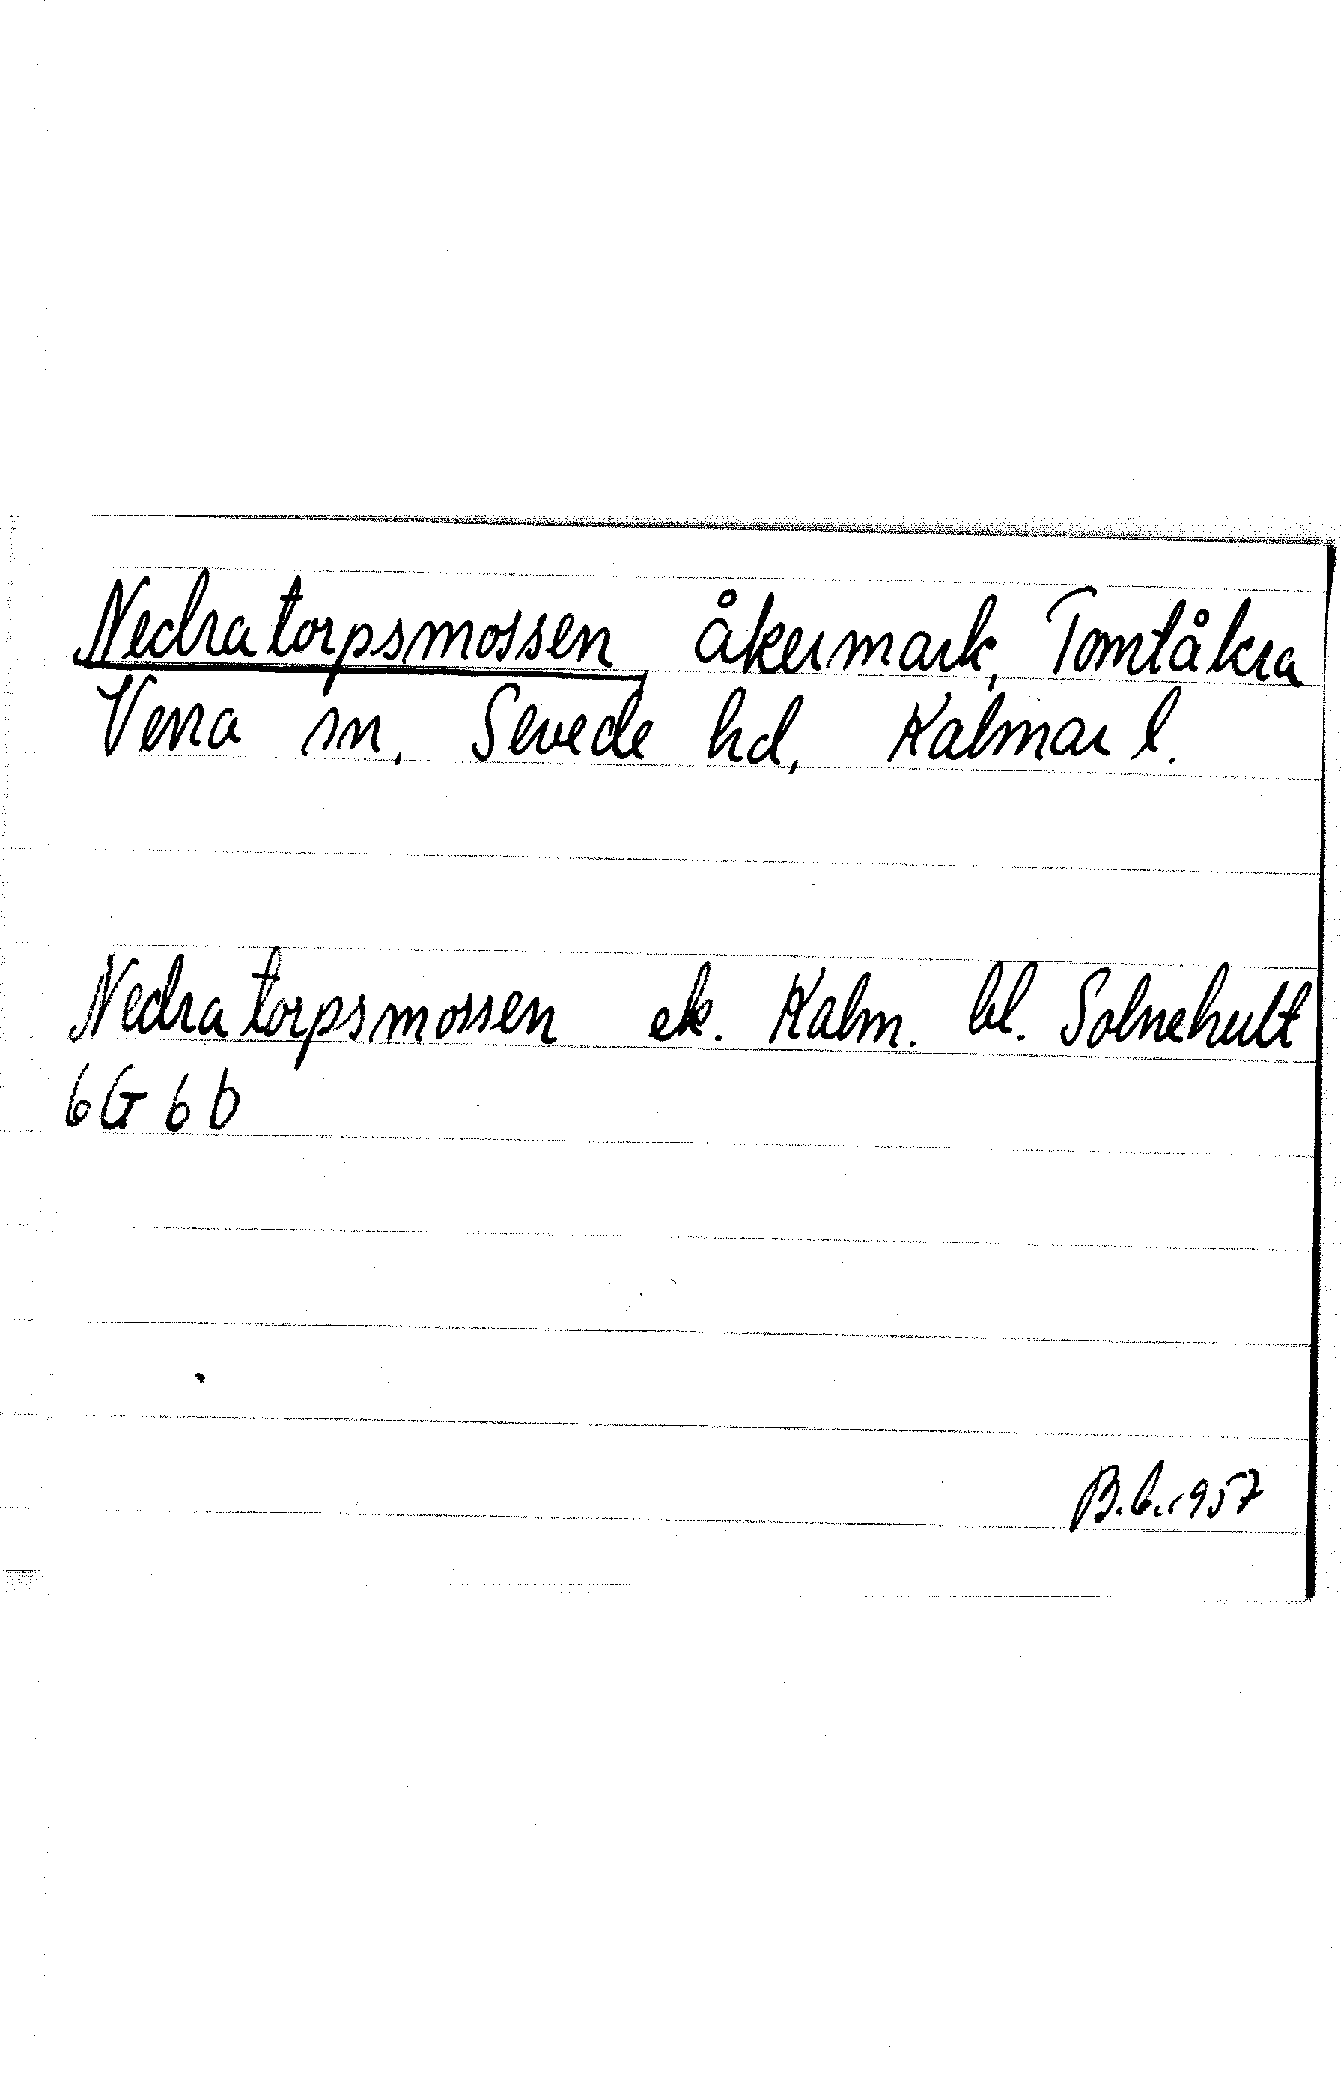 Nedratorpsmossen åkermark, Tomtåkra
Vena sn, Sevede hd, Kalmar l.
Nedratorpsmossen ek. Kalm. bl. Solnehult
6G 6b
B.E.1957